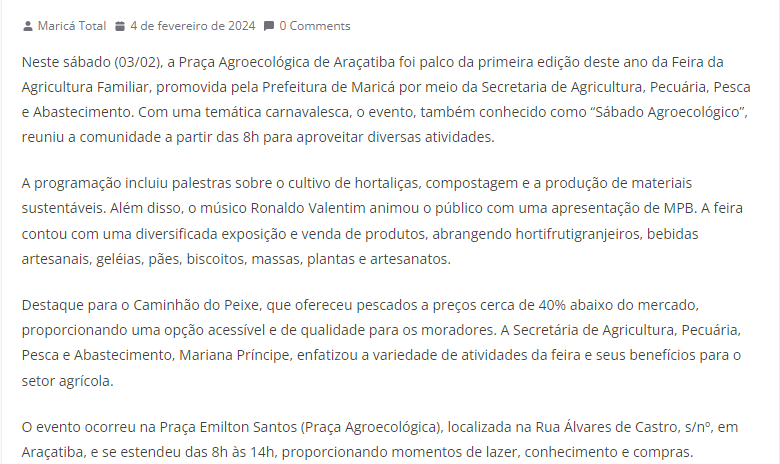 Maricá Total 4 de fevereiro de 2024 0 Comments
Neste sábado (03/02), a Praça Agroecológica de Araçatiba foi palco da primeira edição deste ano da Feira da
Agricultura Familiar, promovida pela Prefeitura de Maricá por meio da Secretaria de Agricultura, Pecuária, Pesca
e Abastecimento. Com uma temática carnavalesca, o evento, também conhecido como “Sábado Agroecológico”,
reuniu a comunidade a partir das 8h para aproveitar diversas atividades.
A programação incluiu palestras sobre o cultivo de hortaliças, compostagem e a produção de materiais
sustentáveis. Além disso, o músico Ronaldo Valentim animou o público com uma apresentação de MPB. A feira
contou com uma diversificada exposição e venda de produtos, abrangendo hortifrutigranjeiros, bebidas
artesanais, geléias, pães, biscoitos, massas, plantas e artesanatos.
Destaque para o Caminhão do Peixe, que ofereceu pescados a preços cerca de 40% abaixo do mercado,
proporcionando uma opção acessível e de qualidade para os moradores. A Secretária de Agricultura, Pecuária,
Pesca e Abastecimento, Mariana Príncipe, enfatizou a variedade de atividades da feira e seus benefícios para o
setor agrícola.
O evento ocorreu na Praça Emilton Santos (Praça Agroecológica), localizada na Rua Álvares de Castro, s/nº, em
Araçatiba, e se estendeu das 8h às 14h, proporcionando momentos de lazer, conhecimento e compras.